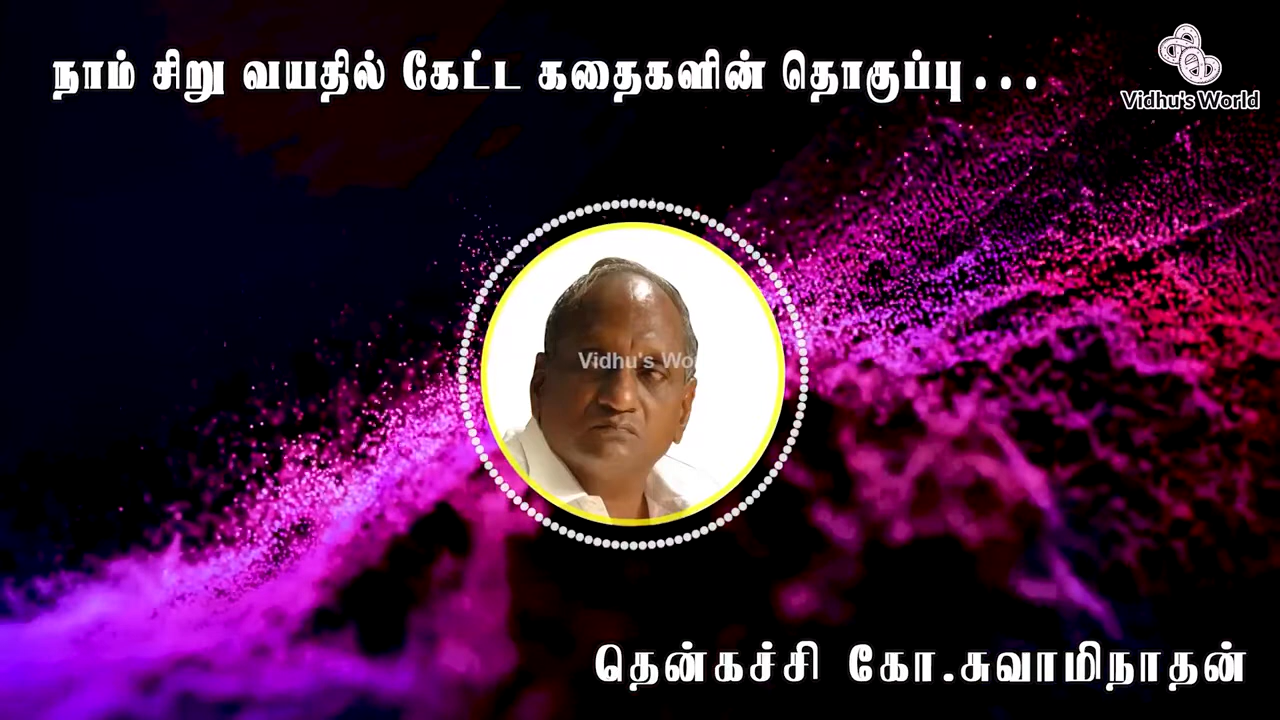 நாம் சிறு வயதில் கேட்ட கதைகளின் தொகுப்பு . . .
Vidhu's World
Vidhu's Wo
தென்கச்சி கோ.சுவாமிநாதன்